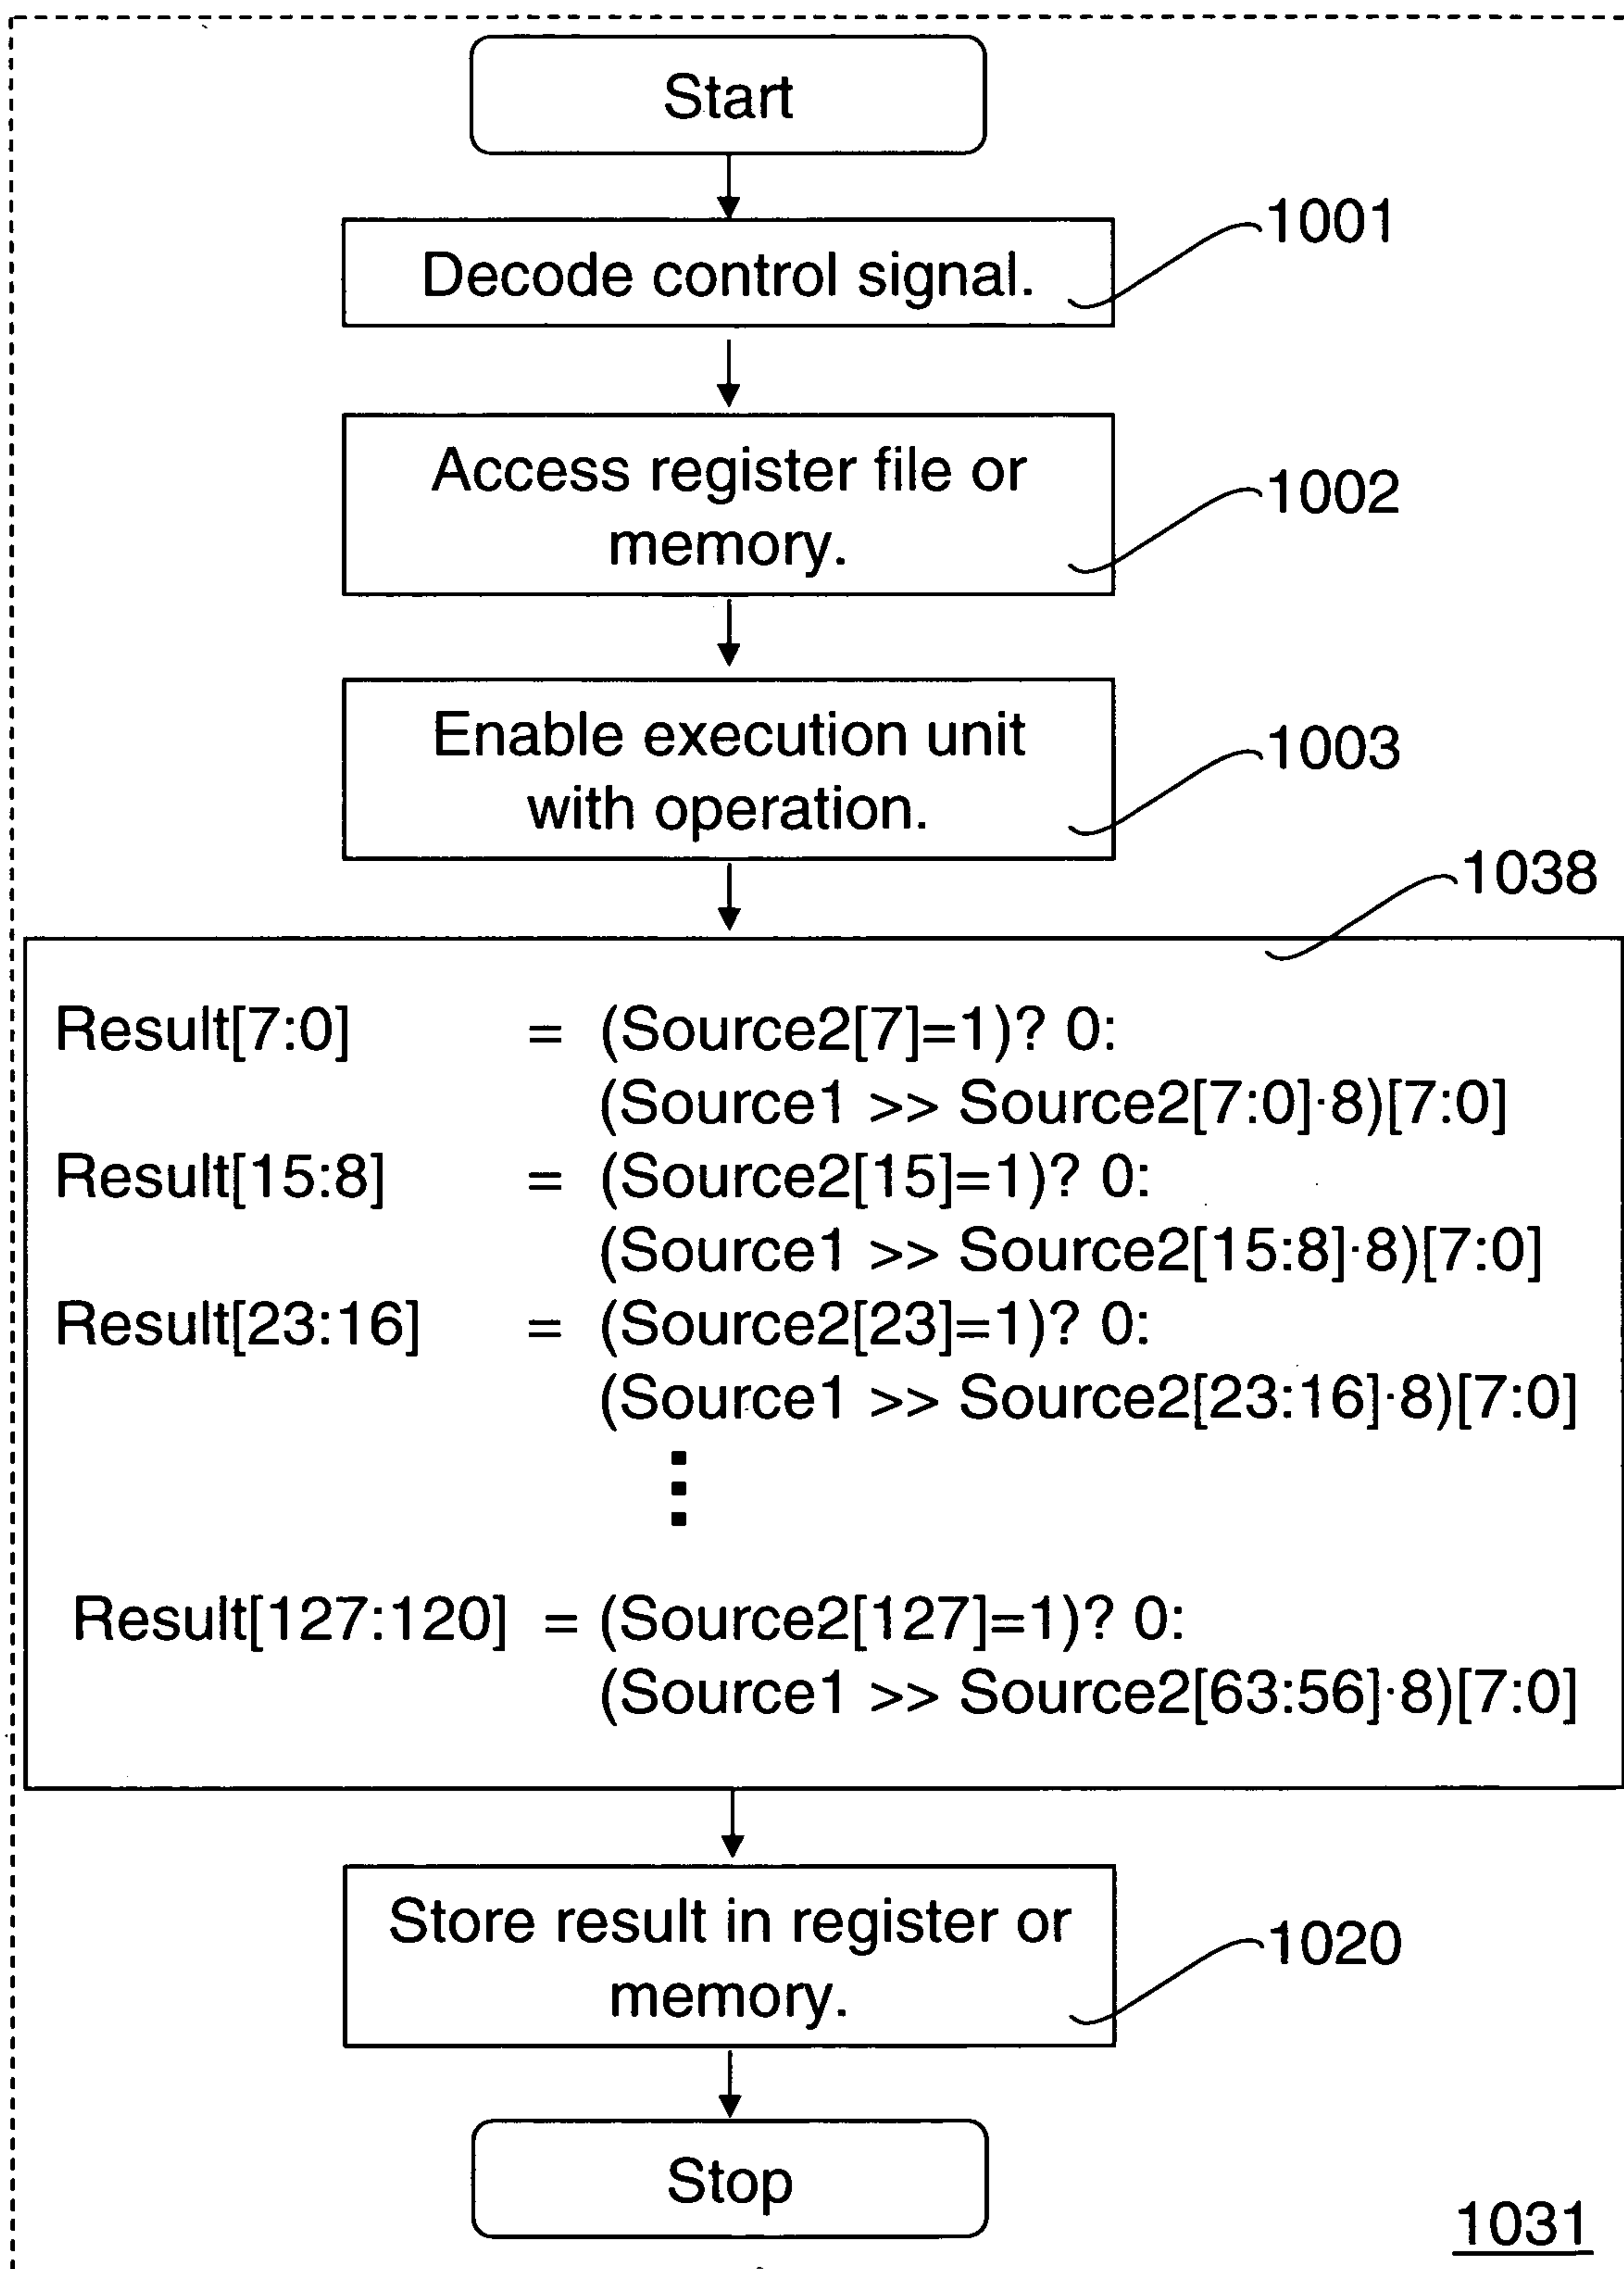 Start
Decode control signal.
1001
Access register file or
memory.
1002
Enable execution unit
with operation.
1003
1038
Result[7:0] = (Source2[7]=1)? 0:
(Source1 >> Source2[7:0]·8)[7:0]
Result[15:8] = (Source2[15]=1)? 0:
(Source1 >> Source2[15:8]·8)[7:0]
Result[23:16] = (Source2[23]=1)? 0:
(Source1 >> Source2[23:16]·8)[7:0]
Result[127:120] = (Source2[127]=1)? 0:
(Source1 >> Source2[63:56]·8)[7:0]
Store result in register or
memory.
1020
Stop
1031